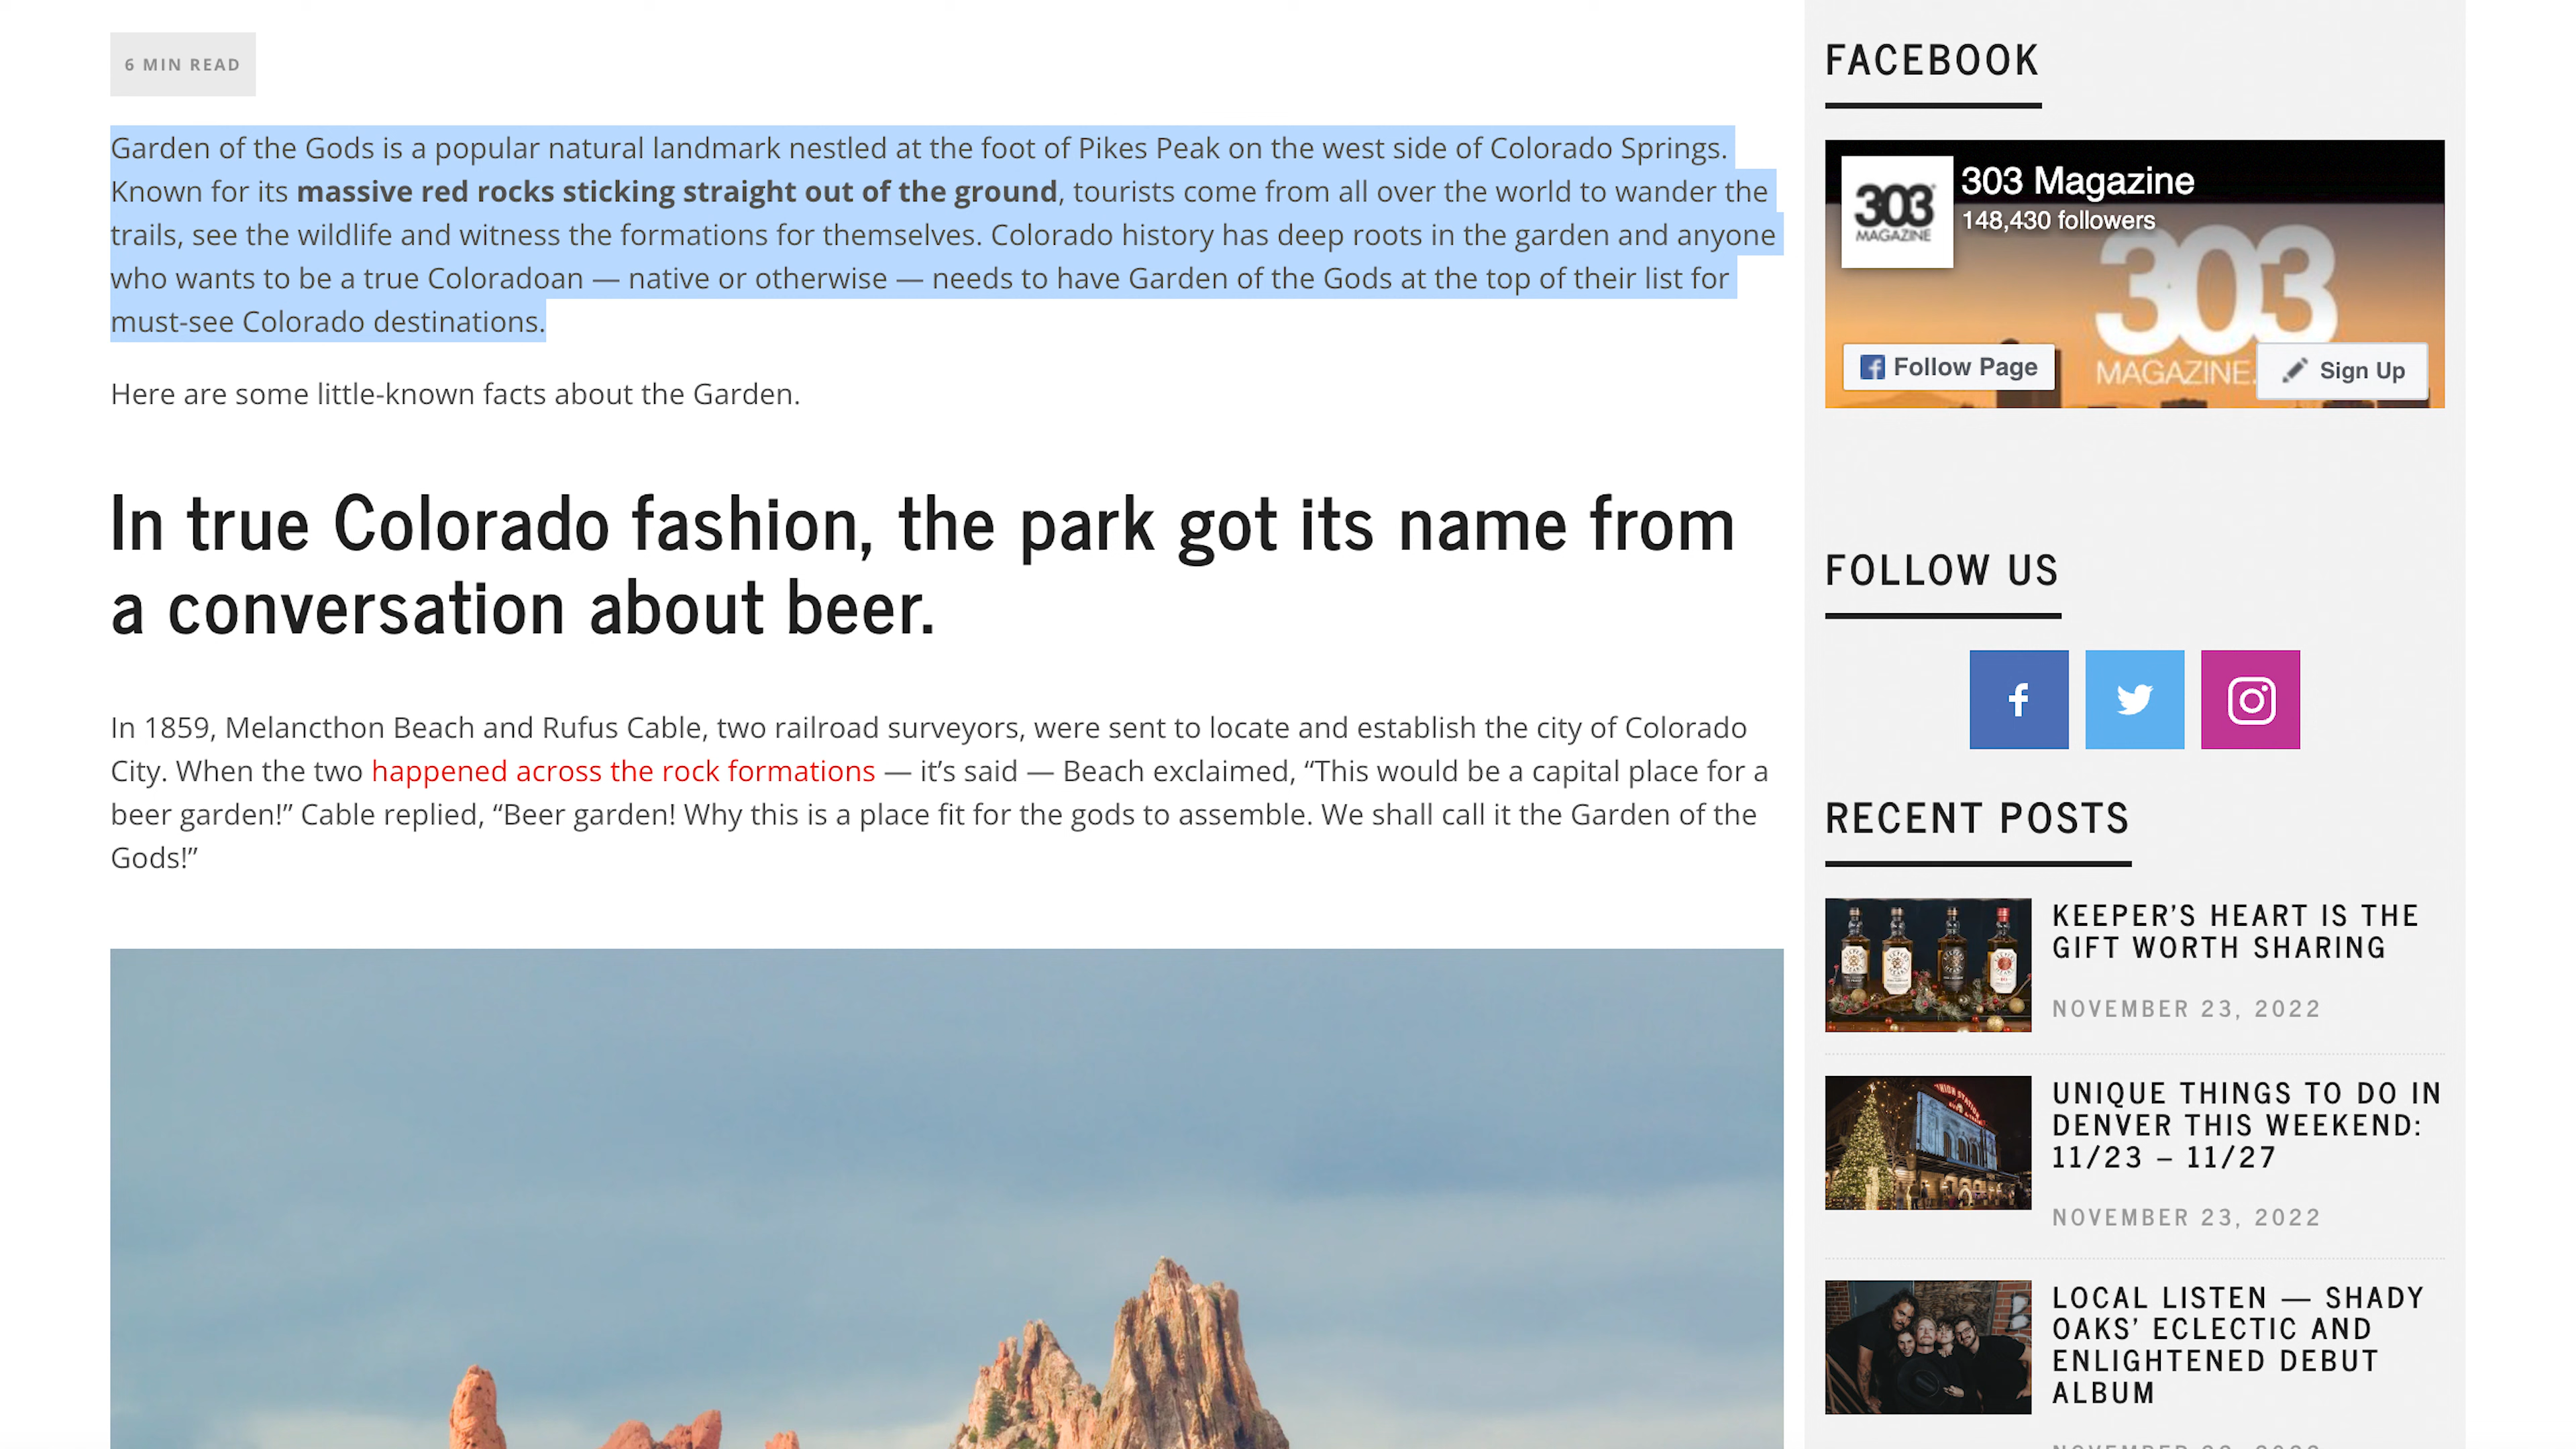 6 MIN READ
Garden of the Gods is a popular natural landmark nestled at the foot of Pikes Peak on the west side of Colorado Springs.
Known for its massive red rocks sticking straight out of the ground, tourists come from all over the world to wander the
trails, see the wildlife and witness the formations for themselves. Colorado history has deep roots in the garden and anyone
who wants to be a true Coloradoan — native or otherwise — needs to have Garden of the Gods at the top of their list for
must-see Colorado destinations.
Here are some little-known facts about the Garden.
In true Colorado fashion, the park got its name from
a conversation about beer.
In 1859, Melancthon Beach and Rufus Cable, two railroad surveyors, were sent to locate and establish the city of Colorado
City. When the two happened across the rock formations — it’s said — Beach exclaimed, “This would be a capital place for a
beer garden!” Cable replied, “Beer garden! Why this is a place fit for the gods to assemble. We shall call it the Garden of the
Gods!”
FACEBOOK
303
MAGAZINE
303 Magazine
148,430 followers
303
MAGAZINE.
Follow Page
Sign Up
FOLLOW US
RECENT POSTS
KEEPER’S HEART IS THE
GIFT WORTH SHARING
NOVEMBER 23, 2022
UNION STATION
UNIQUE THINGS TO DO IN
DENVER THIS WEEKEND:
11/23 – 11/27
NOVEMBER 23, 2022
LOCAL LISTEN — SHADY
OAKS’ ECLECTIC AND
ENLIGHTENED DEBUT
ALBUM